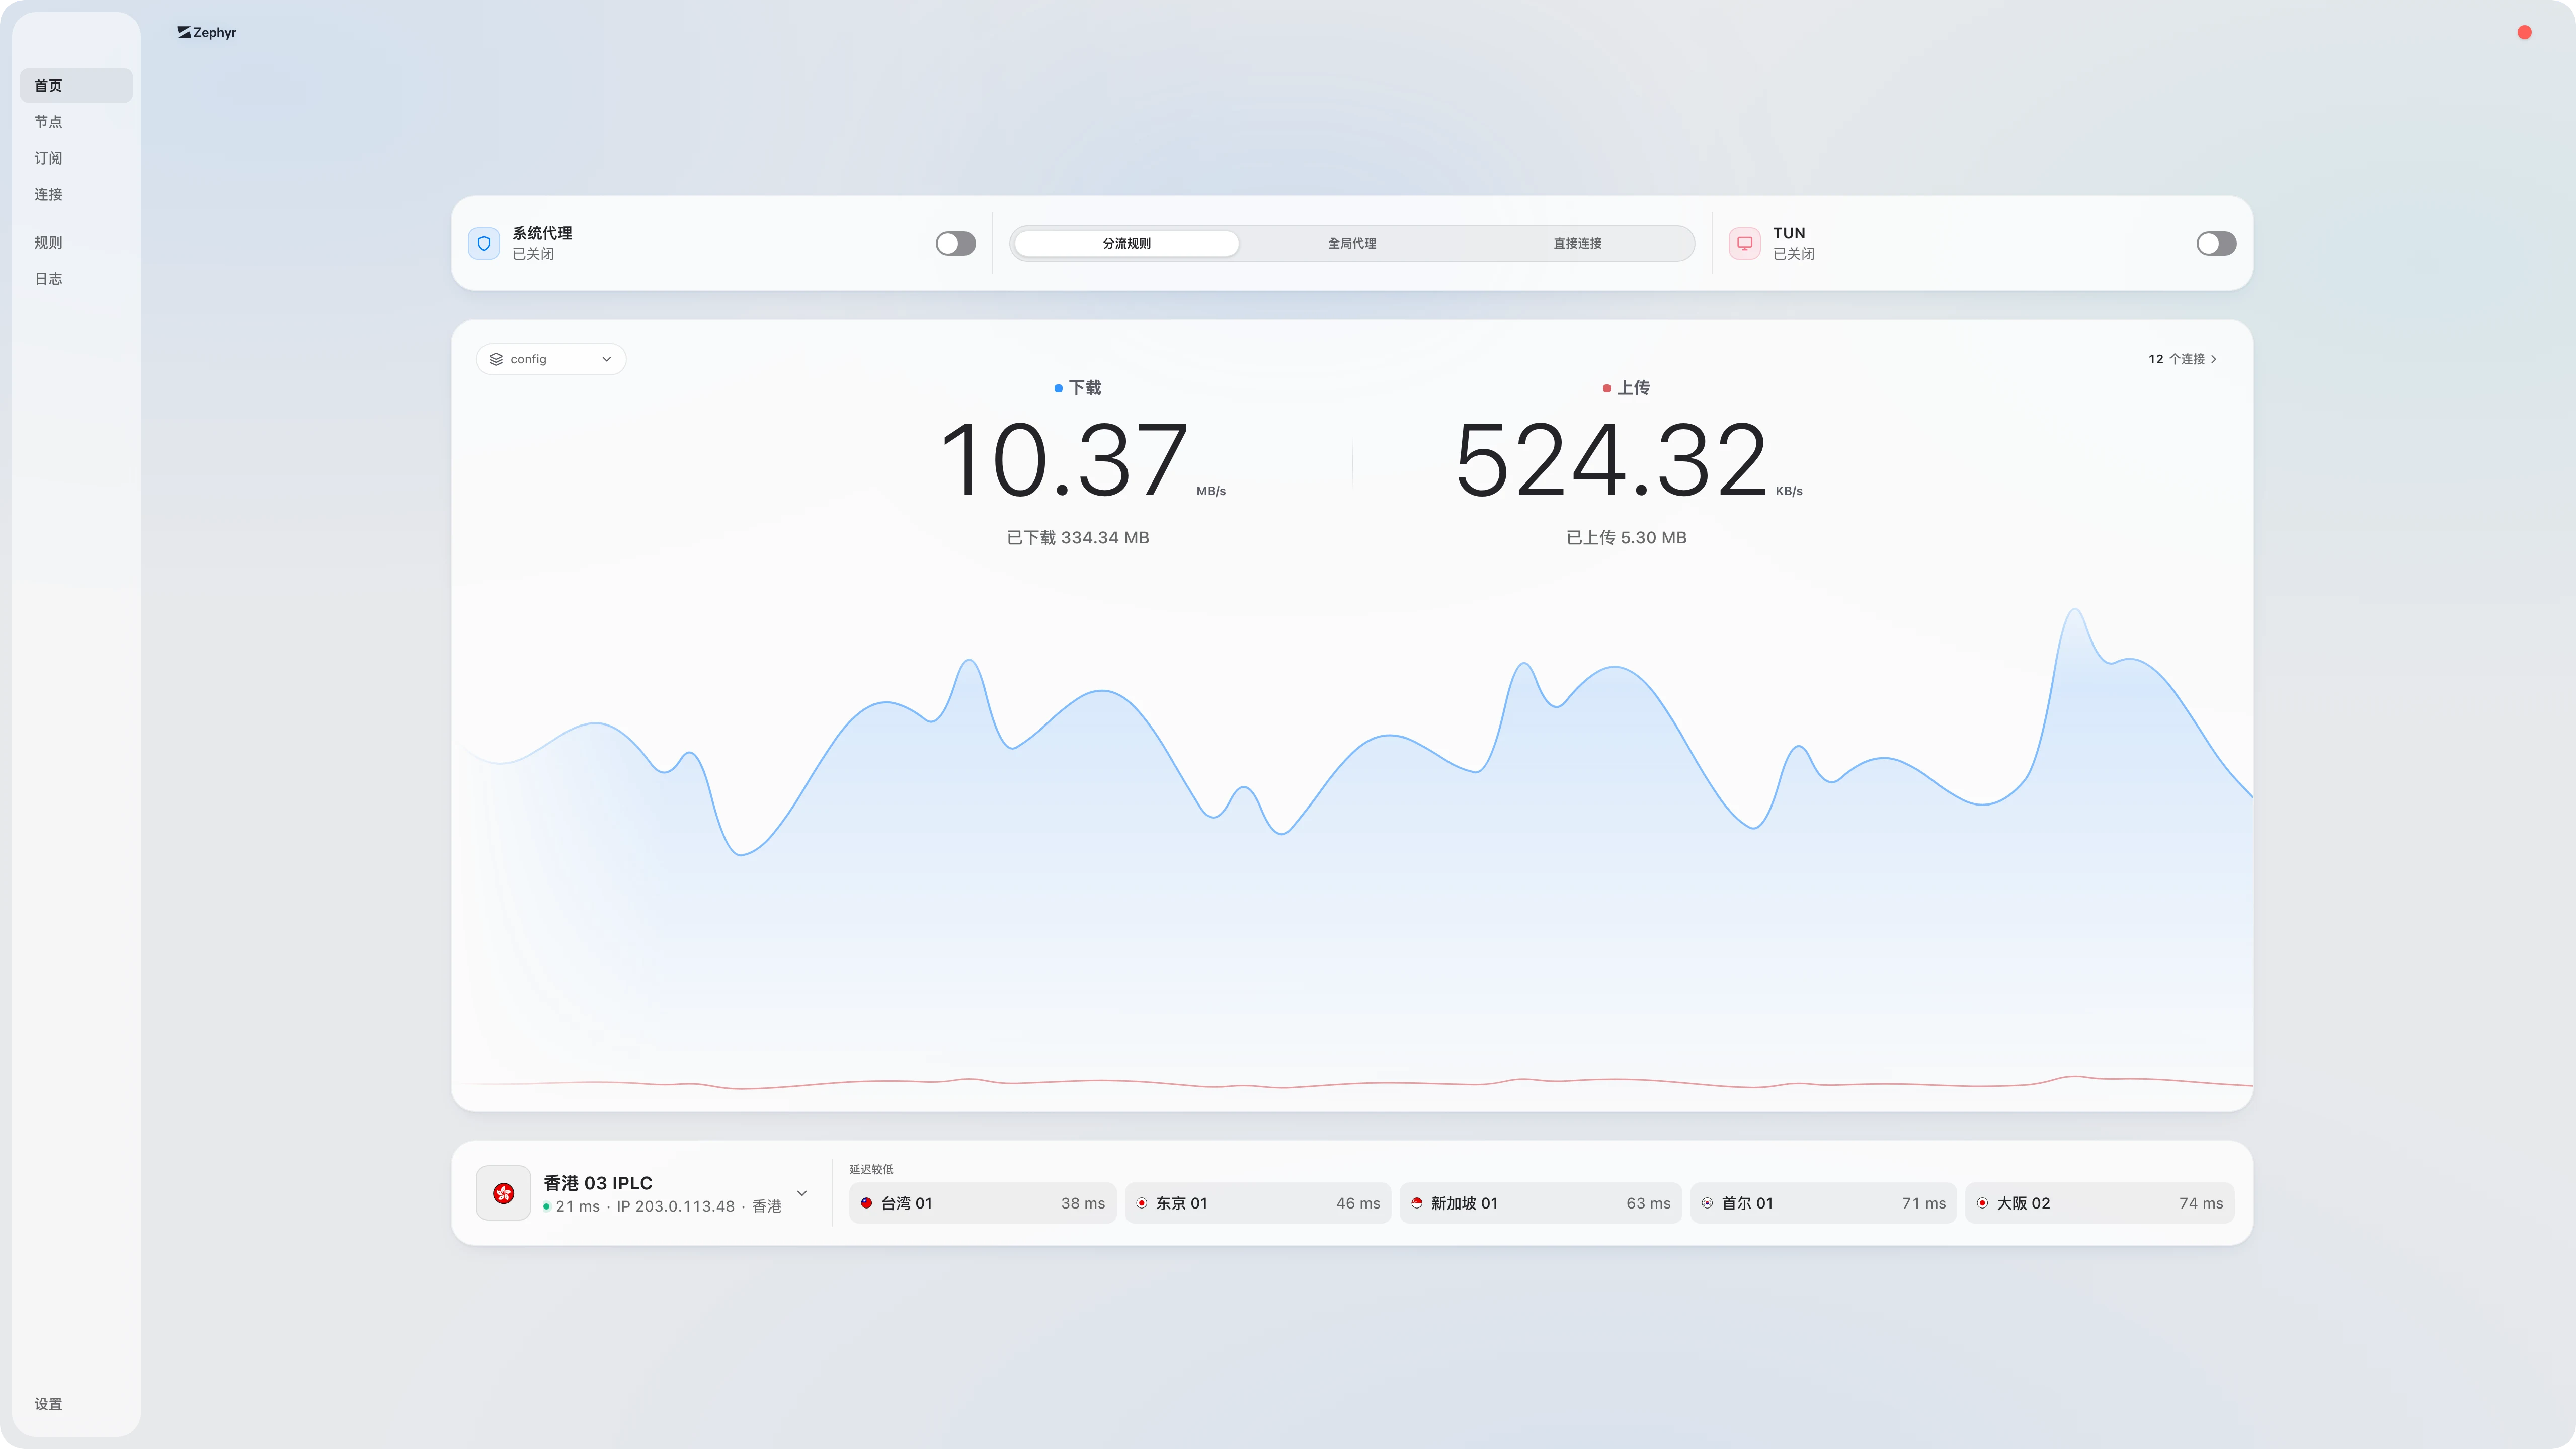 Zephyr
首页
节点
订阅
连接
规则
日志
设置
系统代理
已关闭
分流规则 全局代理 直接连接
TUN
已关闭
config
12 个连接
下载
10.37 MB/s
已下载 334.34 MB
上传
524.32 KB/s
已上传 5.30 MB
香港 03 IPLC
21 ms · IP 203.0.113.48 · 香港
延迟较低
台湾 01 38 ms
东京 01 46 ms
新加坡 01 63 ms
首尔 01 71 ms
大阪 02 74 ms